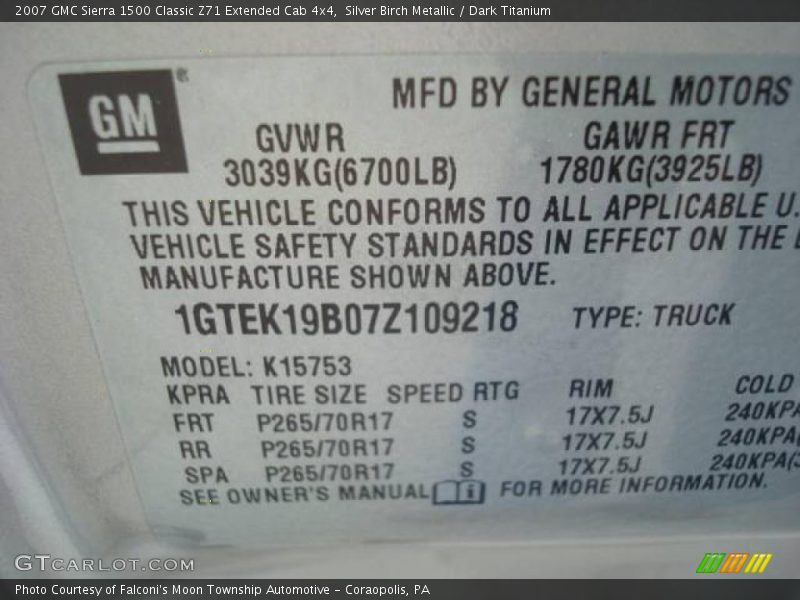 2007 GMC Sierra 1500 Classic Z71 Extended Cab 4x4, Silver Birch Metallic / Dark Titanium
GM®
MFD BY GENERAL MOTORS
GVWR GAWR FRT
3039KG(6700LB) 1780KG(3925LB)
THIS VEHICLE CONFORMS TO ALL APPLICABLE U.
VEHICLE SAFETY STANDARDS IN EFFECT ON THE
MANUFACTURE SHOWN ABOVE.
1GTEK19B07Z109218 TYPE: TRUCK
MODEL: K15753
KPRA TIRE SIZE SPEED RTG RIM COLD
FRT P265/70R17 S 17X7.5J 240KPA
RR P265/70R17 S 17X7.5J 240KPA(
SPA P265/70R17 S 17X7.5J 240KPA(
SEE OWNER'S MANUAL i FOR MORE INFORMATION.
GTCARLOT.COM
Photo Courtesy of Falconi's Moon Township Automotive – Coraopolis, PA